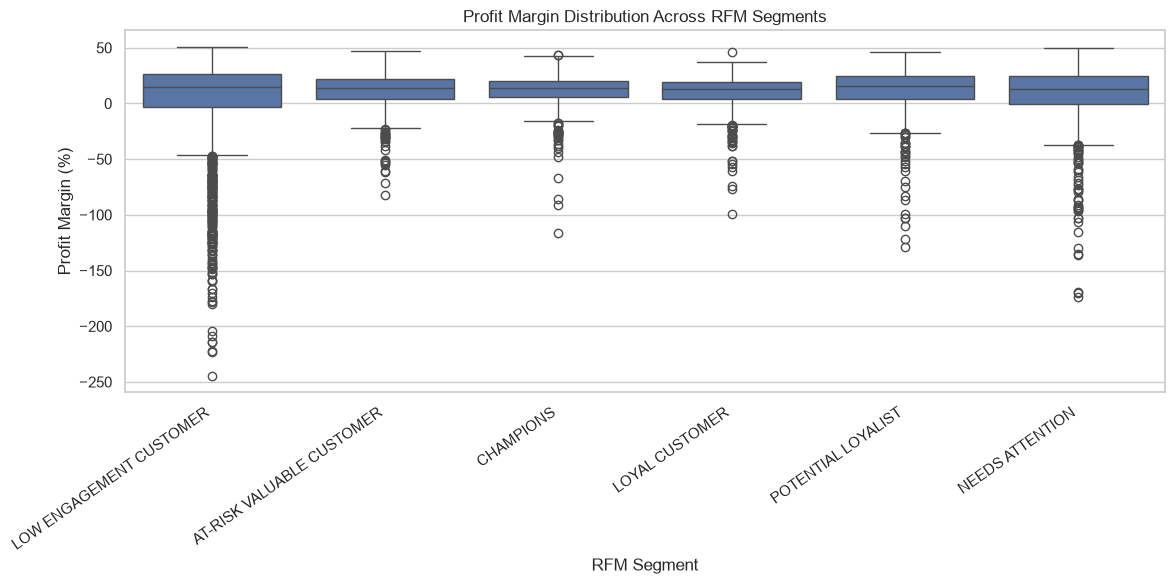 Profit Margin Distribution Across RFM Segments
Profit Margin (%)
50
0
−50
−100
−150
−200
−250
LOW ENGAGEMENT CUSTOMER
AT-RISK VALUABLE CUSTOMER
CHAMPIONS
LOYAL CUSTOMER
POTENTIAL LOYALIST
NEEDS ATTENTION
RFM Segment